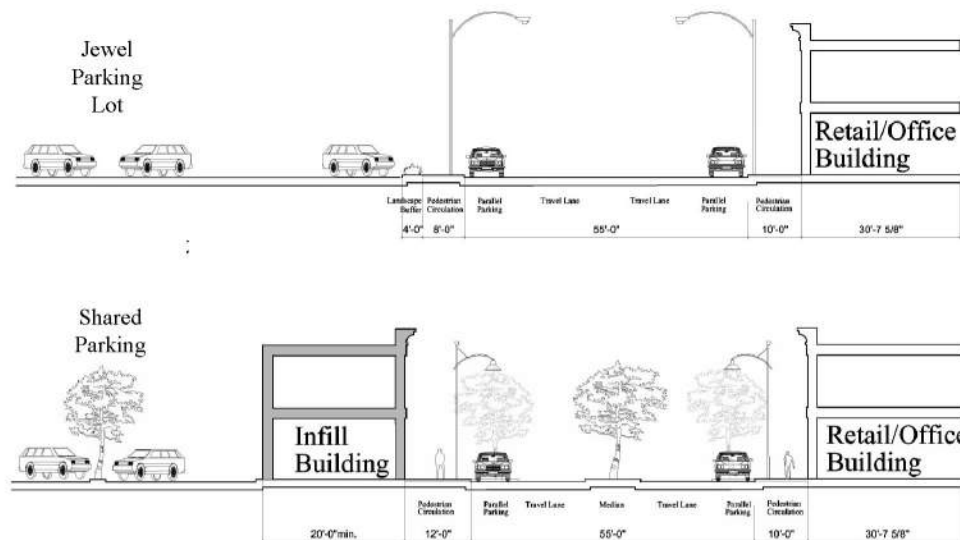 Jewel
Parking
Lot
Retail/Office
Building
Landscape
Buffer
Pedestrian
Circulation
Parallel
Parking
Travel Lane
Travel Lane
Parallel
Parking
Pedestrian
Circulation
4'-0"
8'-0"
55'-0"
10'-0"
30'-7 5/8"
Shared
Parking
Infill
Building
Retail/Office
Building
Pedestrian
Circulation
Parallel
Parking
Travel Lane
Median
Travel Lane
Parallel
Parking
Pedestrian
Circulation
20'-0"min.
12'-0"
55'-0"
10'-0"
30'-7 5/8"